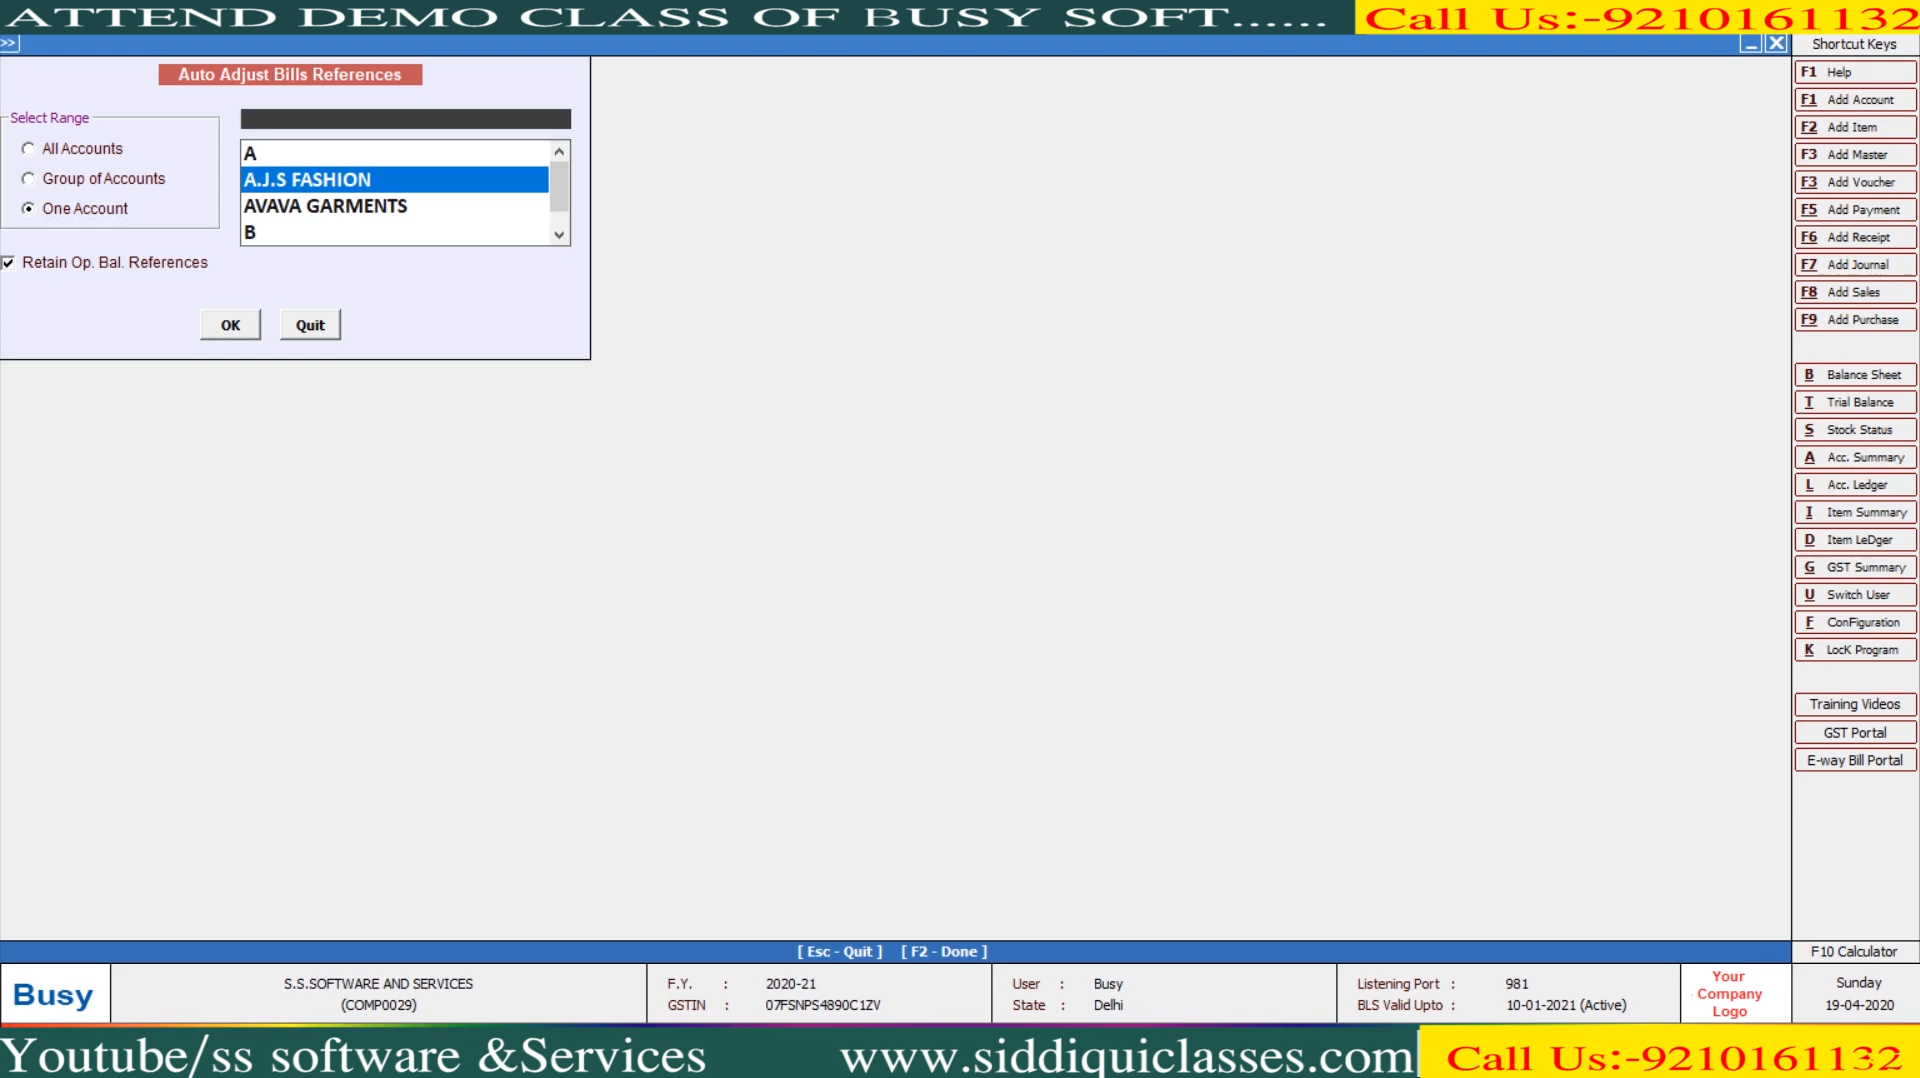 ATTEND DEMO CLASS OF BUSY SOFT......
Call Us:-9210161132
>>
Shortcut Keys
Auto Adjust Bills References
Select Range
All Accounts
Group of Accounts
One Account
A
A.J.S FASHION
AVAVA GARMENTS
B
Retain Op. Bal. References
OK
Quit
F1 Help
F1 Add Account
F2 Add Item
F3 Add Master
F3 Add Voucher
F5 Add Payment
F6 Add Receipt
F7 Add Journal
F8 Add Sales
F9 Add Purchase
B Balance Sheet
T Trial Balance
S Stock Status
A Acc. Summary
L Acc. Ledger
I Item Summary
D Item LeDger
G GST Summary
U Switch User
F ConFiguration
K LocK Program
Training Videos
GST Portal
E-way Bill Portal
[ Esc - Quit ] [ F2 - Done ]
F10 Calculator
Busy
S.S.SOFTWARE AND SERVICES
(COMP0029)
F.Y. : 2020-21
GSTIN : 07FSNPS4890C1ZV
User : Busy
State : Delhi
Listening Port : 981
BLS Valid Upto : 10-01-2021 (Active)
Your
Company
Logo
Sunday
19-04-2020
Youtube/ss software &Services
www.siddiquiclasses.com
Call Us:-9210161132